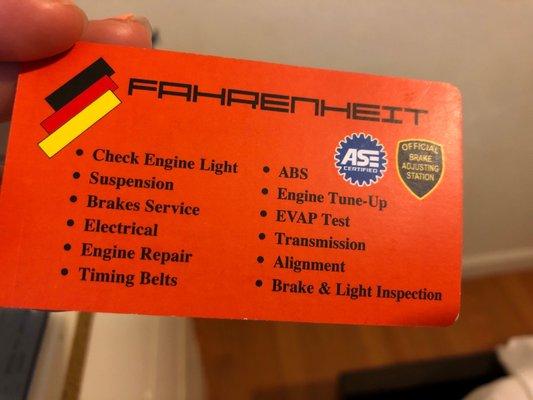 FAHRENHEIT
• Check Engine Light
• Suspension
• Brakes Service
• Electrical
• Engine Repair
• Timing Belts
ASE
CERTIFIED
OFFICIAL
BRAKE
ADJUSTING
STATION
• ABS
• Engine Tune-Up
• EVAP Test
• Transmission
• Alignment
• Brake & Light Inspection